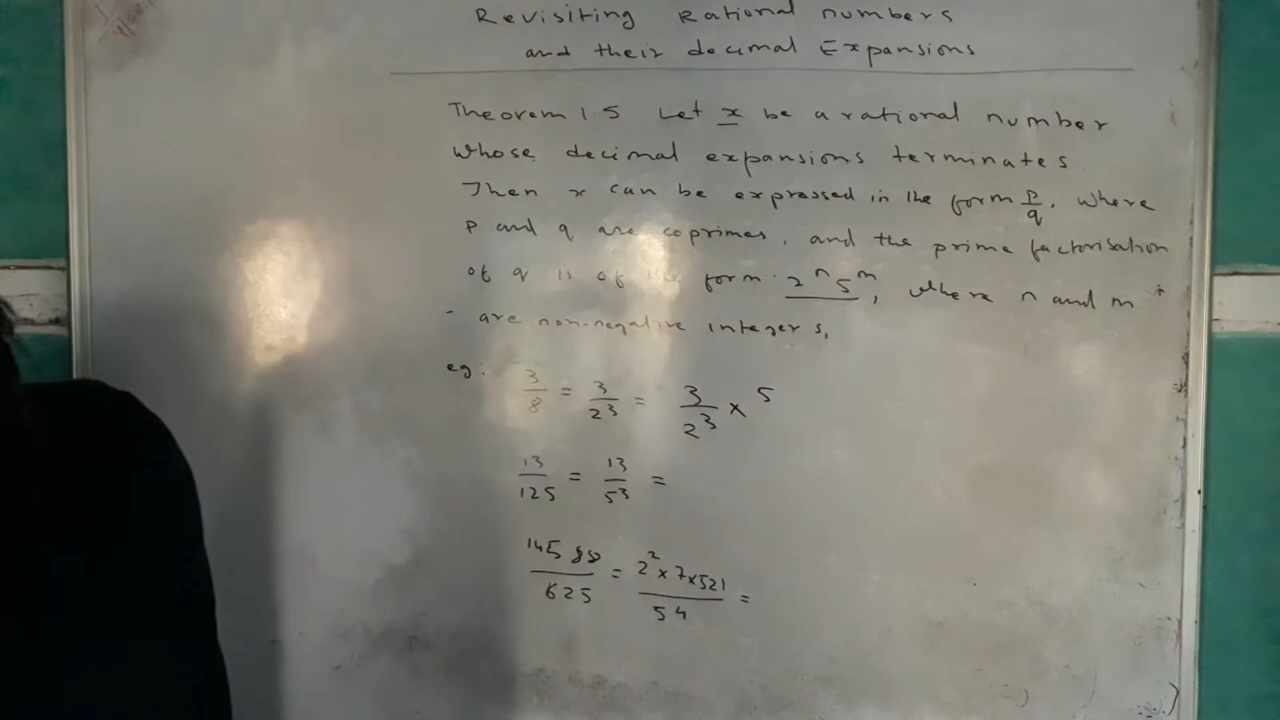 Revisiting Rational numbers
and their decimal Expansions
Theorem 1.5 Let x be a rational number
whose decimal expansions terminates.
Then x can be expressed in the form p/q, where
p and q are coprimes, and the prime factorisation
of q is of the form 2^n 5^m, where n and m
are non-negative integers,
eg: 3/8 = 3/2^3 = 3/2^3 × 5
13/125 = 13/5^3 =
14588/625 = 2^2×7×521/54 =